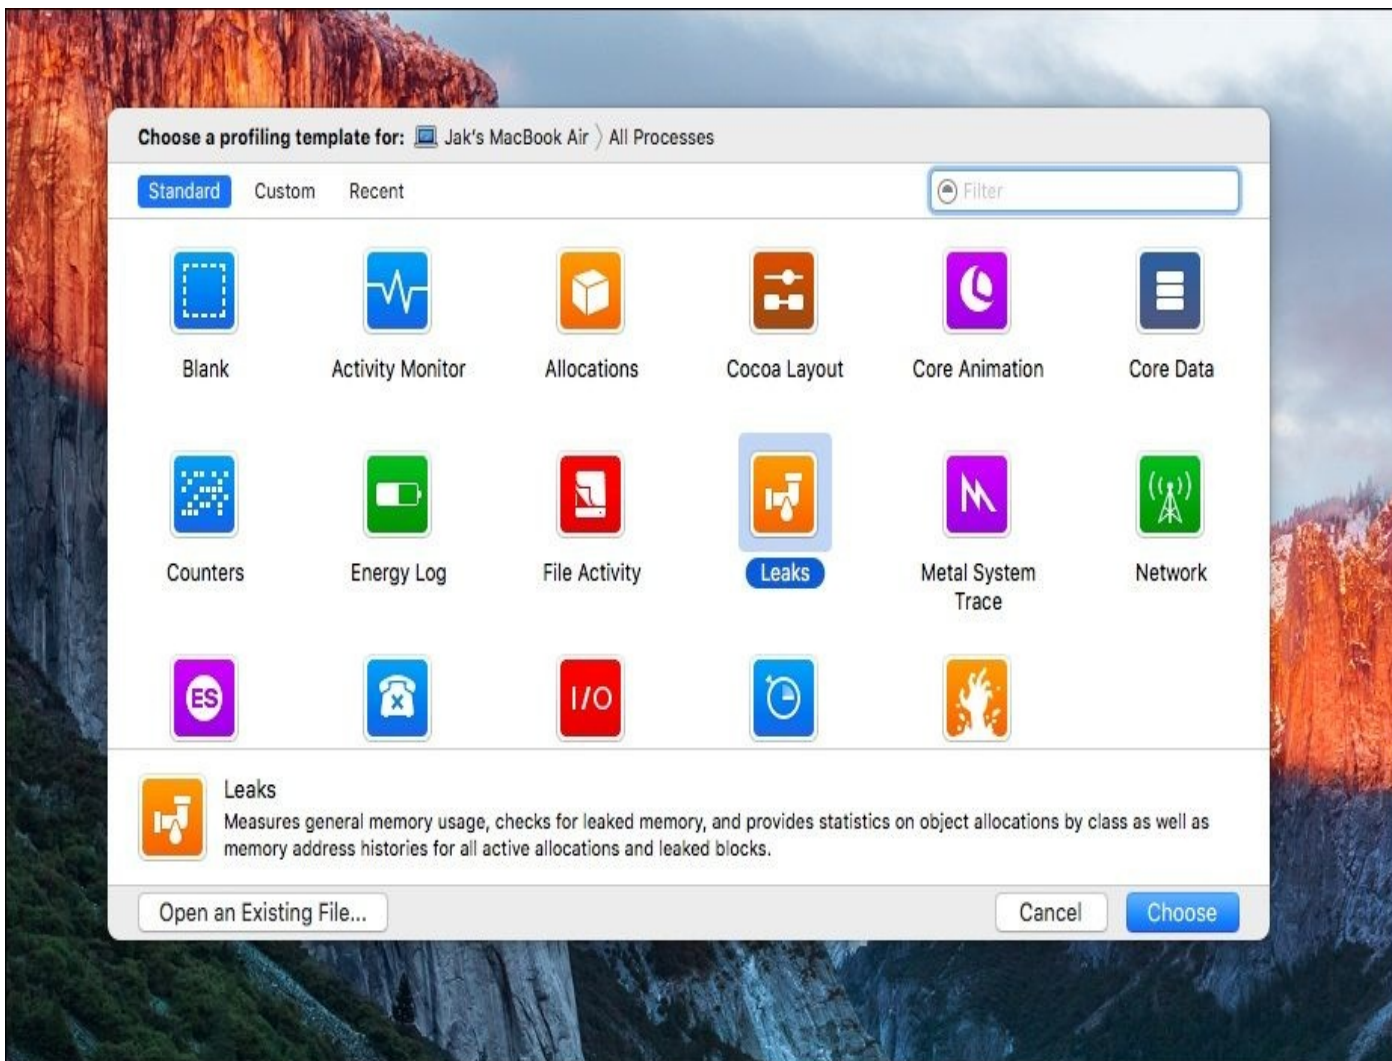 Choose a profiling template for: Jak's MacBook Air 〉 All Processes
Standard Custom Recent Filter
Blank Activity Monitor Allocations Cocoa Layout Core Animation Core Data
Counters Energy Log File Activity Leaks Metal System Network
Trace
ES I/O
Leaks
Measures general memory usage, checks for leaked memory, and provides statistics on object allocations by class as well as
memory address histories for all active allocations and leaked blocks.
Open an Existing File... Cancel Choose